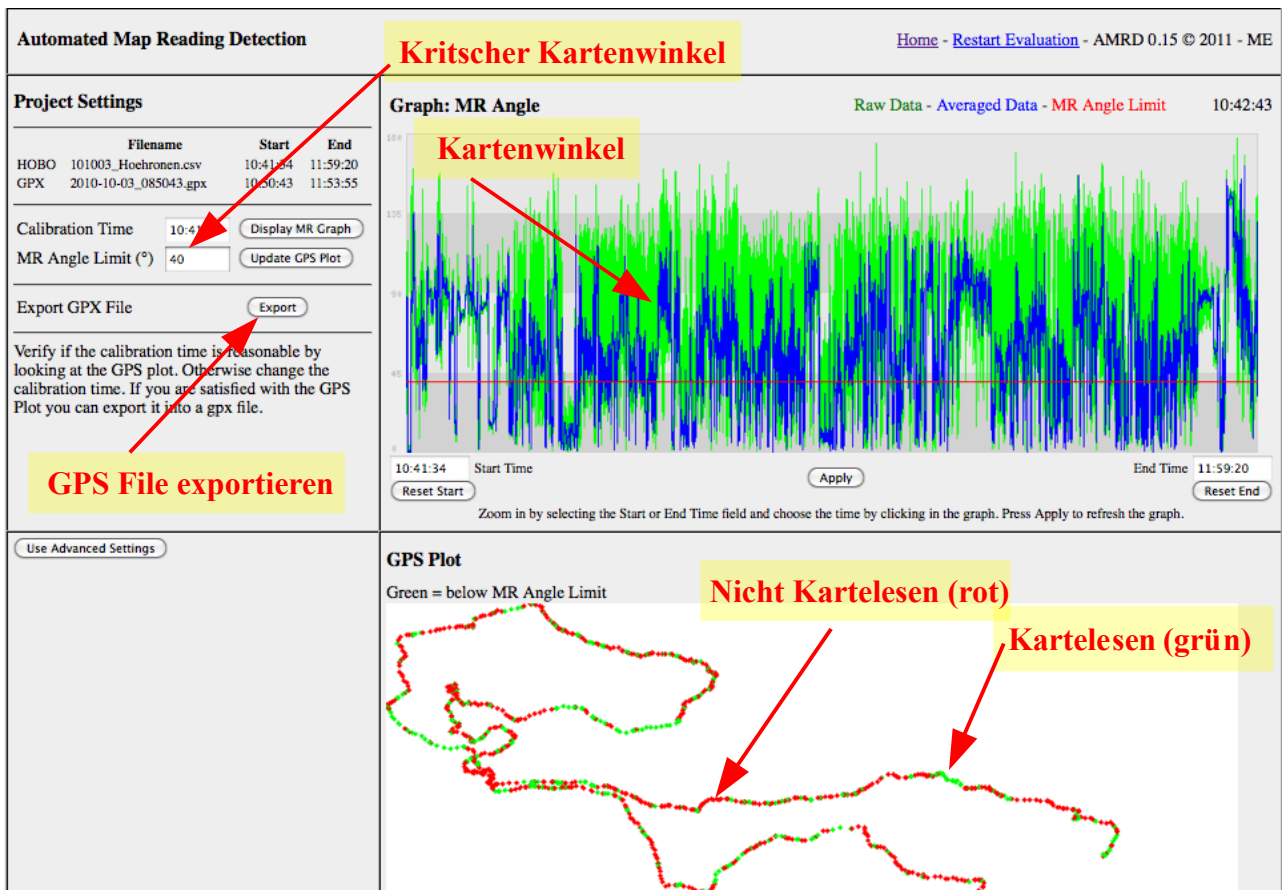 Automated Map Reading Detection
Kritscher Kartenwinkel
Home - Restart Evaluation - AMRD 0.15 © 2011 - ME
Project Settings
Filename Start End
HOBO 101003_Hoehronen.csv 10:41:34 11:59:20
GPX 2010-10-03_085043.gpx 10:50:43 11:53:55
Calibration Time 10:41 Display MR Graph
MR Angle Limit (°) 40 Update GPS Plot
Export GPX File Export
Verify if the calibration time is reasonable by
looking at the GPS plot. Otherwise change the
calibration time. If you are satisfied with the GPS
Plot you can export it into a gpx file.
GPS File exportieren
Graph: MR Angle Raw Data - Averaged Data - MR Angle Limit 10:42:43
180
Kartenwinkel
135
90
45
0
10:41:34 Start Time Apply End Time 11:59:20
Reset Start Reset End
Zoom in by selecting the Start or End Time field and choose the time by clicking in the graph. Press Apply to refresh the graph.
Use Advanced Settings
GPS Plot
Green = below MR Angle Limit
Nicht Kartelesen (rot)
Kartelesen (grün)